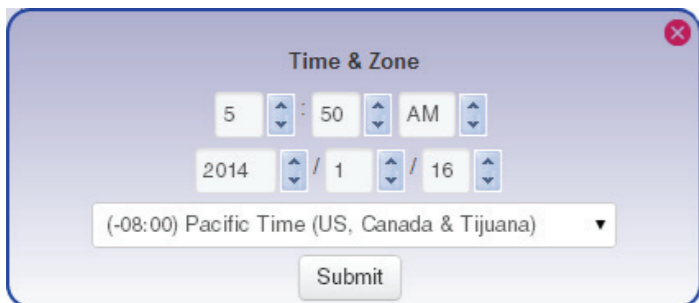 Time & Zone
5 : 50 AM
2014 / 1 / 16
(-08:00) Pacific Time (US, Canada & Tijuana)
Submit